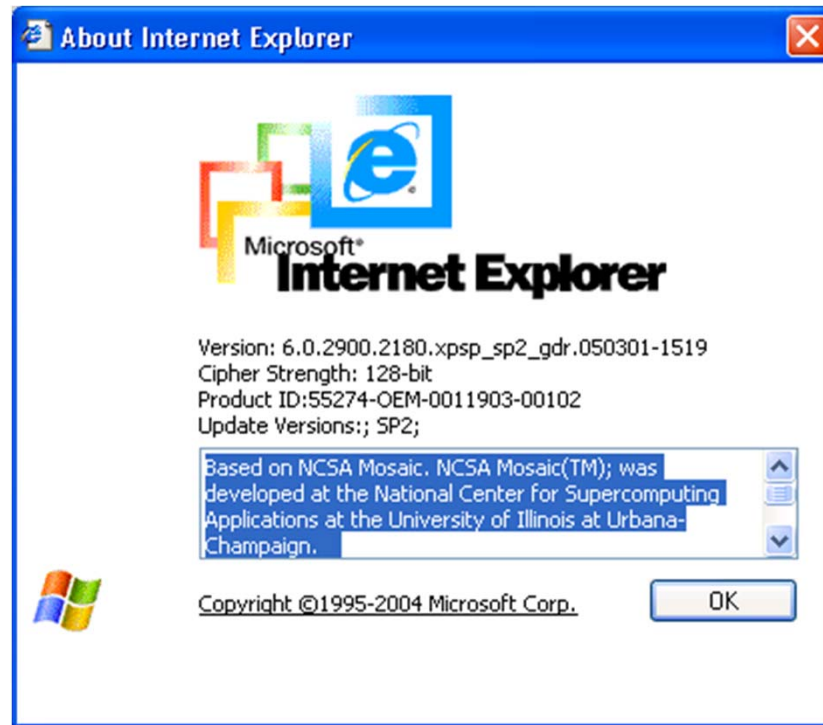 About Internet Explorer
Microsoft®
Internet Explorer
Version: 6.0.2900.2180.xpsp_sp2_gdr.050301-1519
Cipher Strength: 128-bit
Product ID:55274-OEM-0011903-00102
Update Versions:; SP2;
Based on NCSA Mosaic. NCSA Mosaic(TM); was
developed at the National Center for Supercomputing
Applications at the University of Illinois at Urbana-
Champaign.
Copyright ©1995-2004 Microsoft Corp.
OK